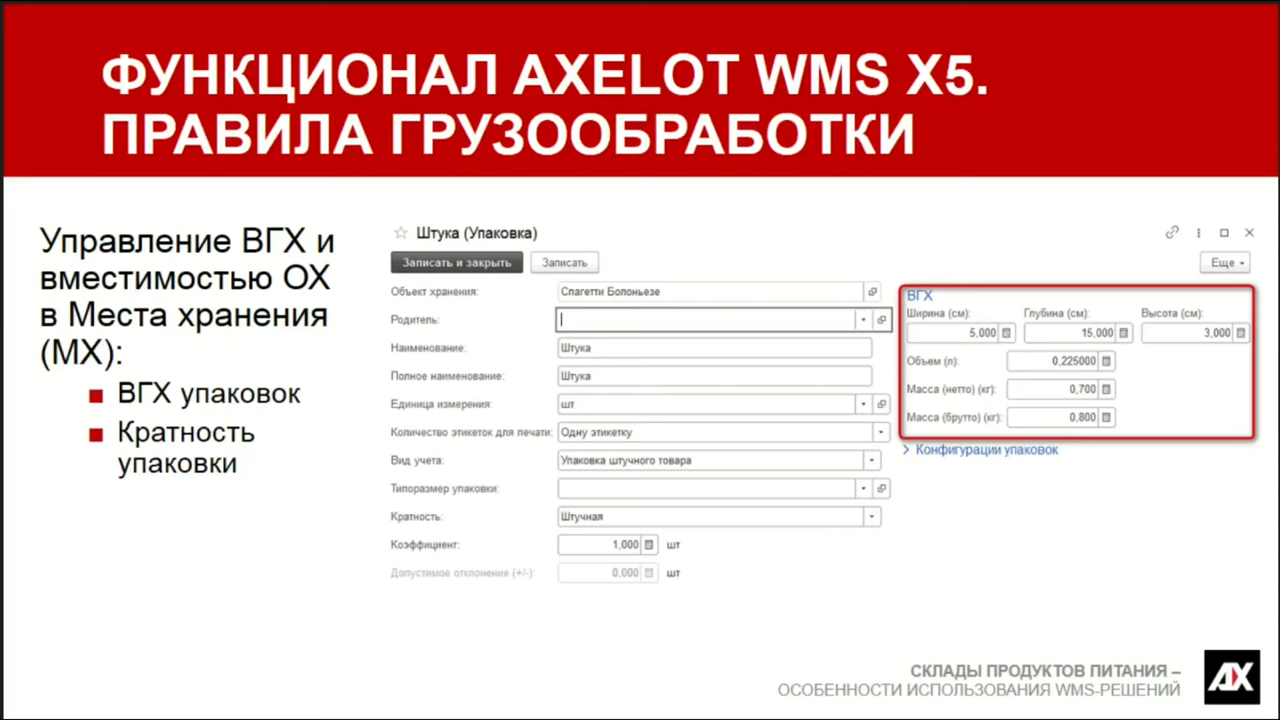 ФУНКЦИОНАЛ AXELOT WMS X5.
ПРАВИЛА ГРУЗООБРАБОТКИ
Управление ВГХ и
вместимостью ОХ
в Места хранения
(МХ):
ВГХ упаковок
Кратность
упаковки
Штука (Упаковка)
Записать и закрыть
Записать
Еще
Объект хранения: Спагетти Болоньезе
Родитель:
Наименование: Штука
Полное наименование: Штука
Единица измерения: шт
Количество этикеток для печати: Одну этикетку
Вид учета: Упаковка штучного товара
Типоразмер упаковки:
Кратность: Штучная
Коэффициент: 1,000 шт
Допустимое отклонение (+/-): 0,000 шт
ВГХ
Ширина (см): Глубина (см): Высота (см):
5,000 15,000 3,000
Объем (л): 0,225000
Масса (нетто) (кг): 0,700
Масса (брутто) (кг): 0,800
Конфигурации упаковок
СКЛАДЫ ПРОДУКТОВ ПИТАНИЯ –
ОСОБЕННОСТИ ИСПОЛЬЗОВАНИЯ WMS-РЕШЕНИЙ
AX